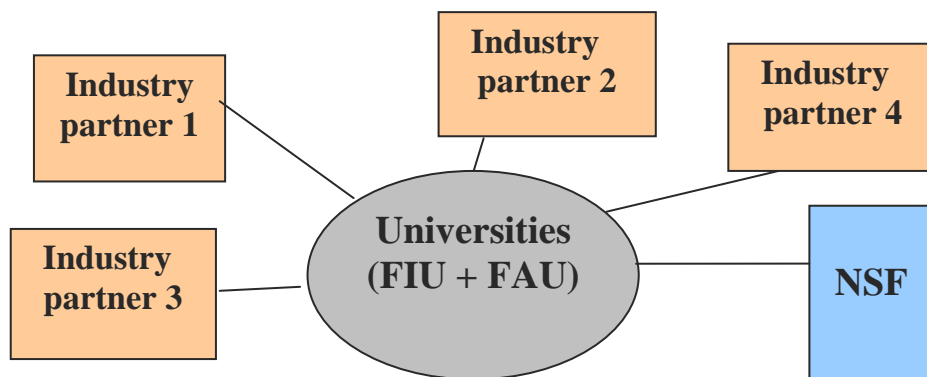 Industry
partner 1
Industry
partner 2
Industry
partner 4
Universities
(FIU + FAU)
Industry
partner 3
NSF